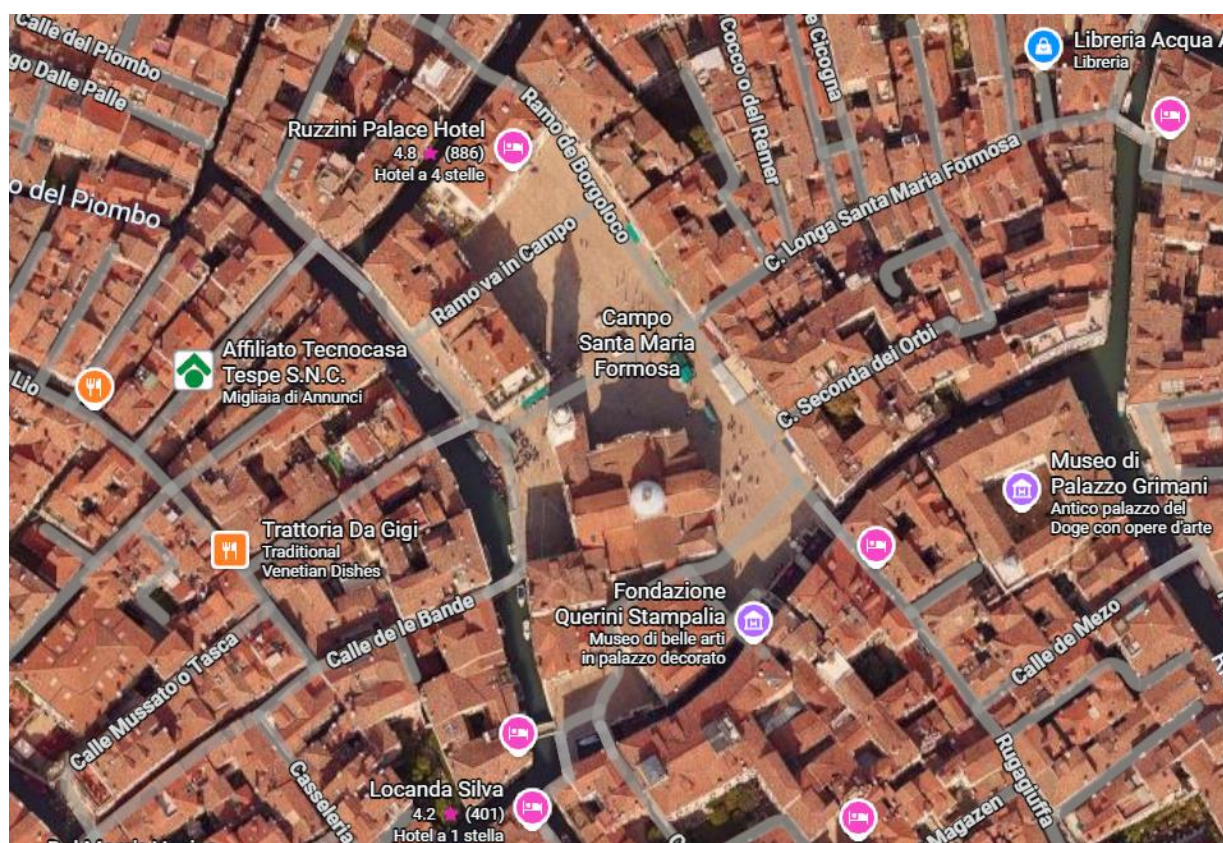 Calle del Piombo
go Dalle Palle
o del Piombo
Ruzzini Palace Hotel
4.8 ★ (886)
Hotel a 4 stelle
Ramo de Borgoloco
Cocco o del Remer
e Cicogna
Libreria Acqua A
Libreria
C. Longa Santa Maria Formosa
Ramo va in Campo
Campo
Santa Maria
Formosa
Affiliato Tecnocasa
Tespe S.N.C.
Migliaia di Annunci
Lio
C. Seconda dei Orbi
Museo di
Palazzo Grimani
Antico palazzo del
Doge con opere d'arte
Trattoria Da Gigi
Traditional
Venetian Dishes
Fondazione
Querini Stampalia
Museo di belle arti
in palazzo decorato
Calle de le Bande
Calle de Mezo
Calle Mussato o Tasca
Casseleria
Rugagiuffa
Locanda Silva
4.2 ★ (401)
Hotel a 1 stella
Magazen